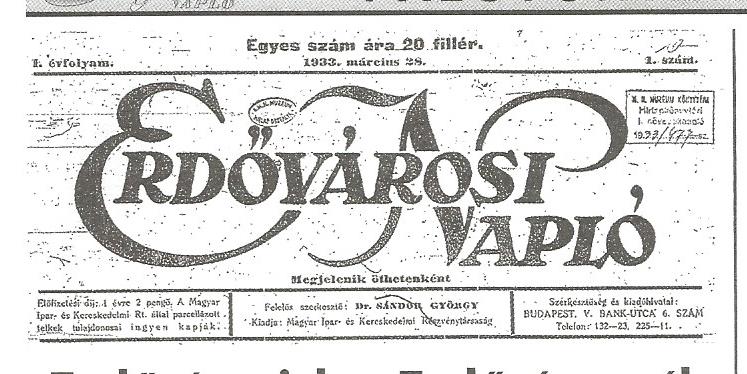 NAPLÓ
Egyes szám ára 20 fillér.
1. évfolyam.
1933. március 28.
1. szám.
ERDŐVÁROSI
NAPLÓ
Megjelenik öthetenként
Előfizetési díj: 1 évre 2 pengő. A Magyar
Ipar- és Kereskedelmi Rt. által parcellázott
telkek tulajdonosai ingyen kapják.
Felelős szerkesztő: Dr. SÁNDOR GYÖRGY
Kiadja: Magyar Ipar- és Kereskedelmi Részvénytársaság
Szerkesztőség és kiadóhivatal:
BUDAPEST, V. BANK-UTCA 6. SZÁM
Telefon: 132—23, 225—11.